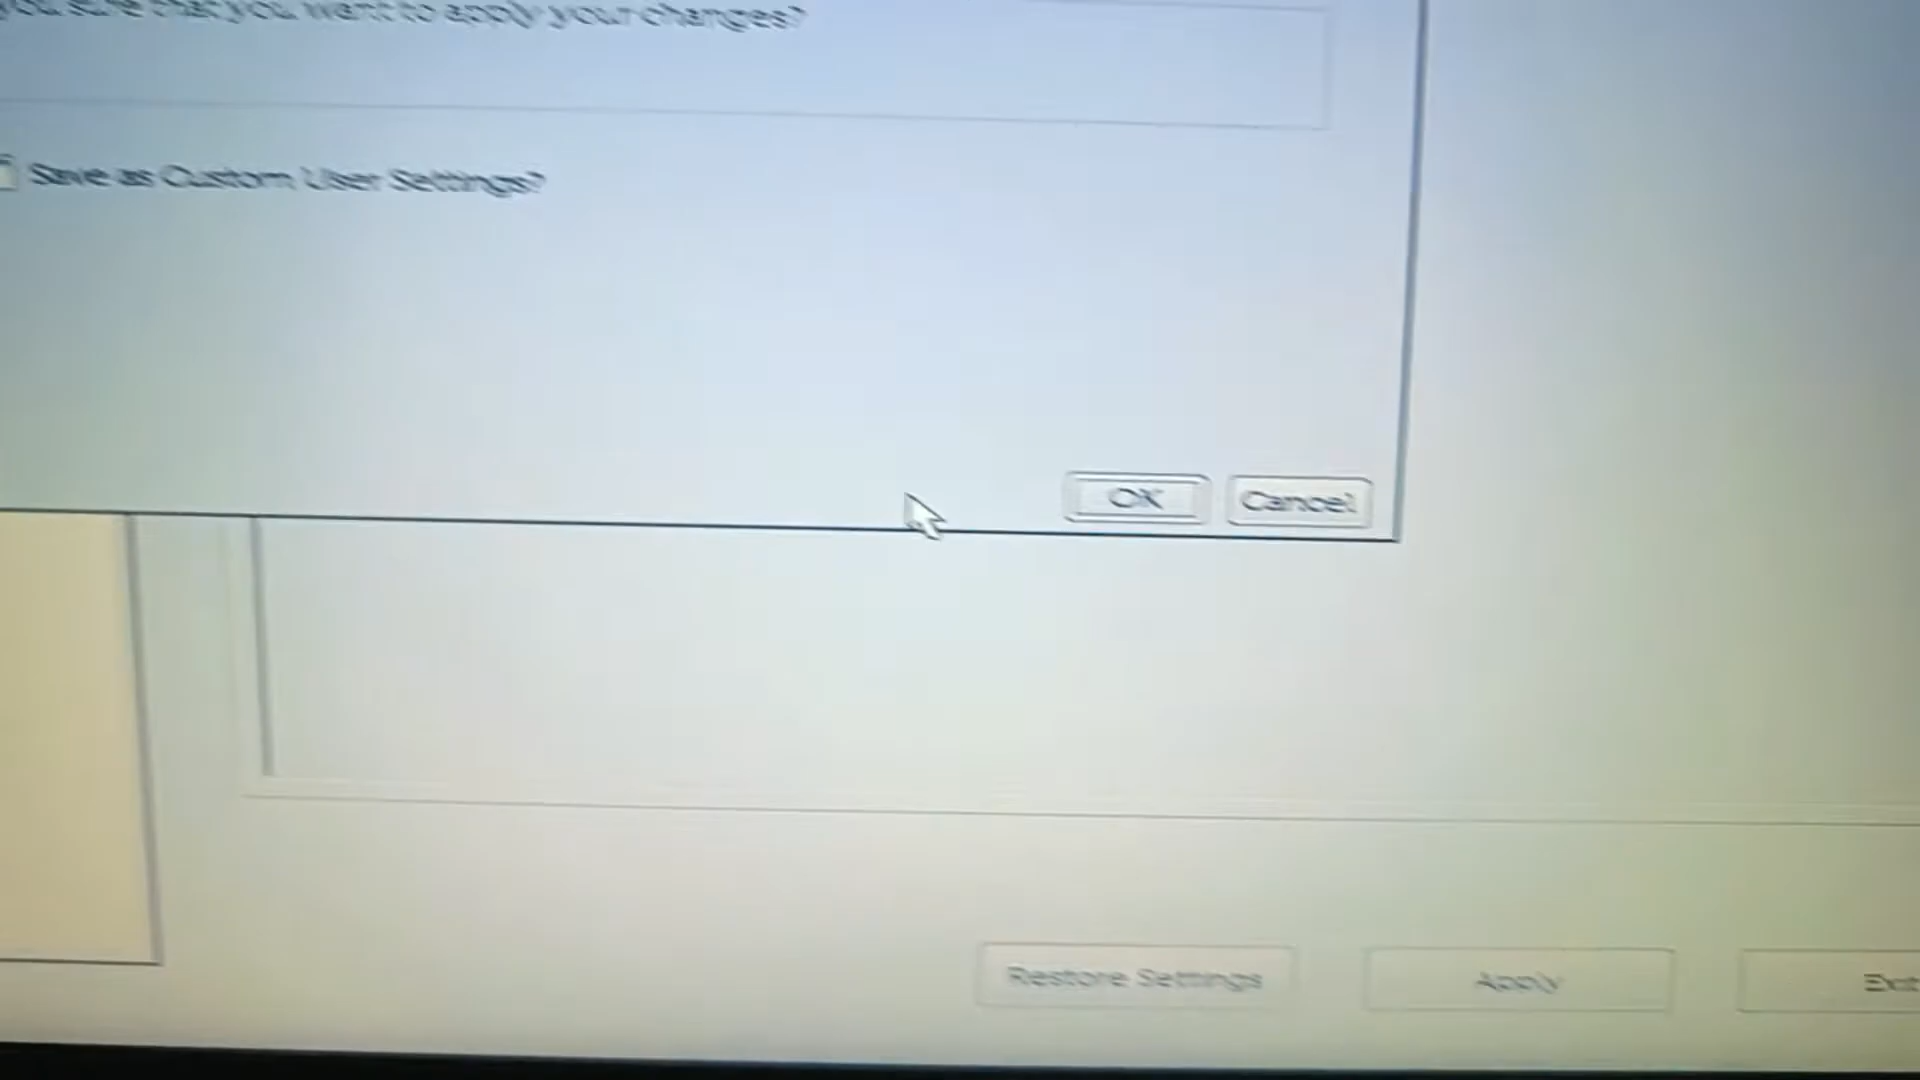 you sure that you want to apply your changes?
Save as Custom User Settings?
OK Cancel
Restore Settings Apply Exit